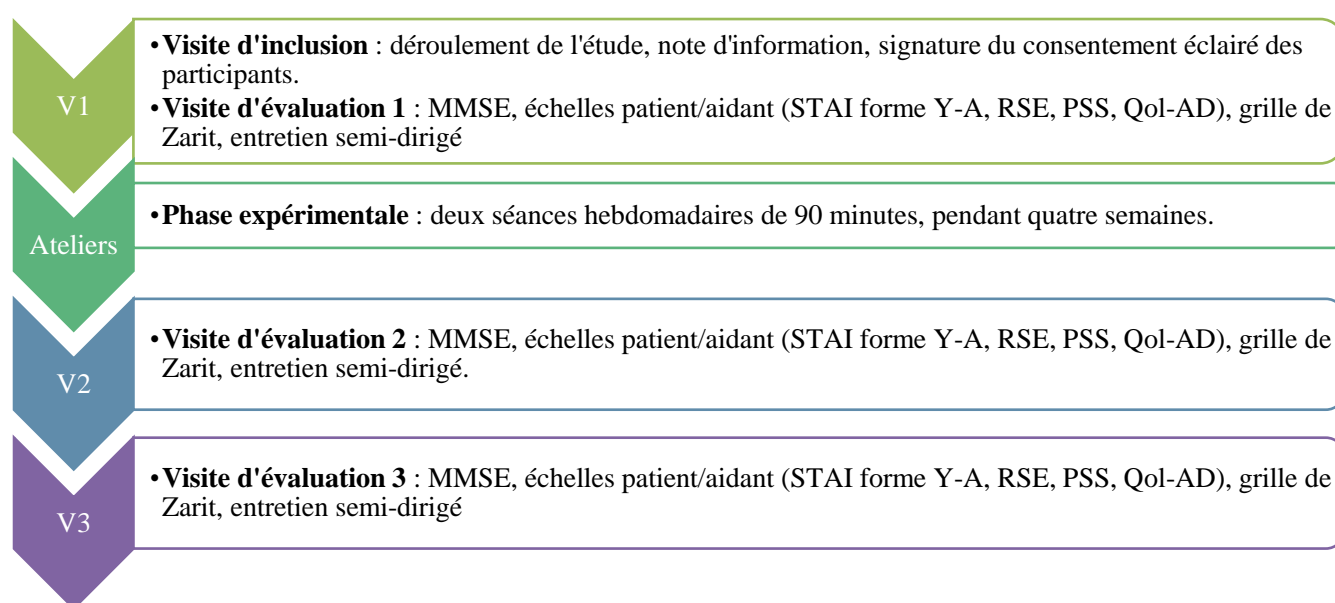 V1
•Visite d'inclusion : déroulement de l'étude, note d'information, signature du consentement éclairé des
participants.
•Visite d'évaluation 1 : MMSE, échelles patient/aidant (STAI forme Y-A, RSE, PSS, Qol-AD), grille de
Zarit, entretien semi-dirigé
Ateliers
•Phase expérimentale : deux séances hebdomadaires de 90 minutes, pendant quatre semaines.
V2
•Visite d'évaluation 2 : MMSE, échelles patient/aidant (STAI forme Y-A, RSE, PSS, Qol-AD), grille de
Zarit, entretien semi-dirigé.
V3
•Visite d'évaluation 3 : MMSE, échelles patient/aidant (STAI forme Y-A, RSE, PSS, Qol-AD), grille de
Zarit, entretien semi-dirigé